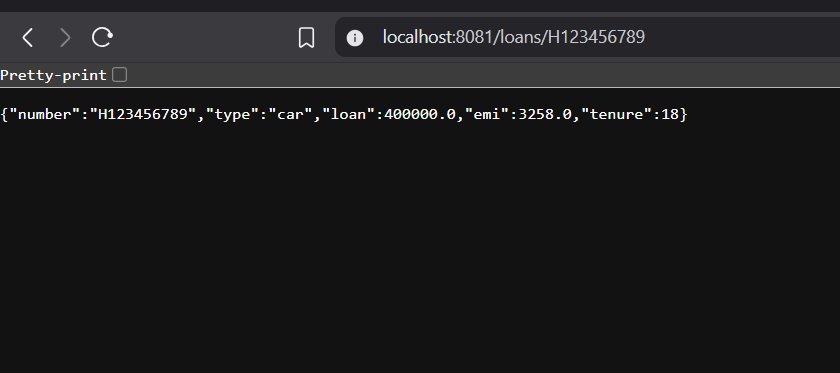 localhost:8081/loans/H123456789
Pretty-print
{"number":"H123456789","type":"car","loan":400000.0,"emi":3258.0,"tenure":18}